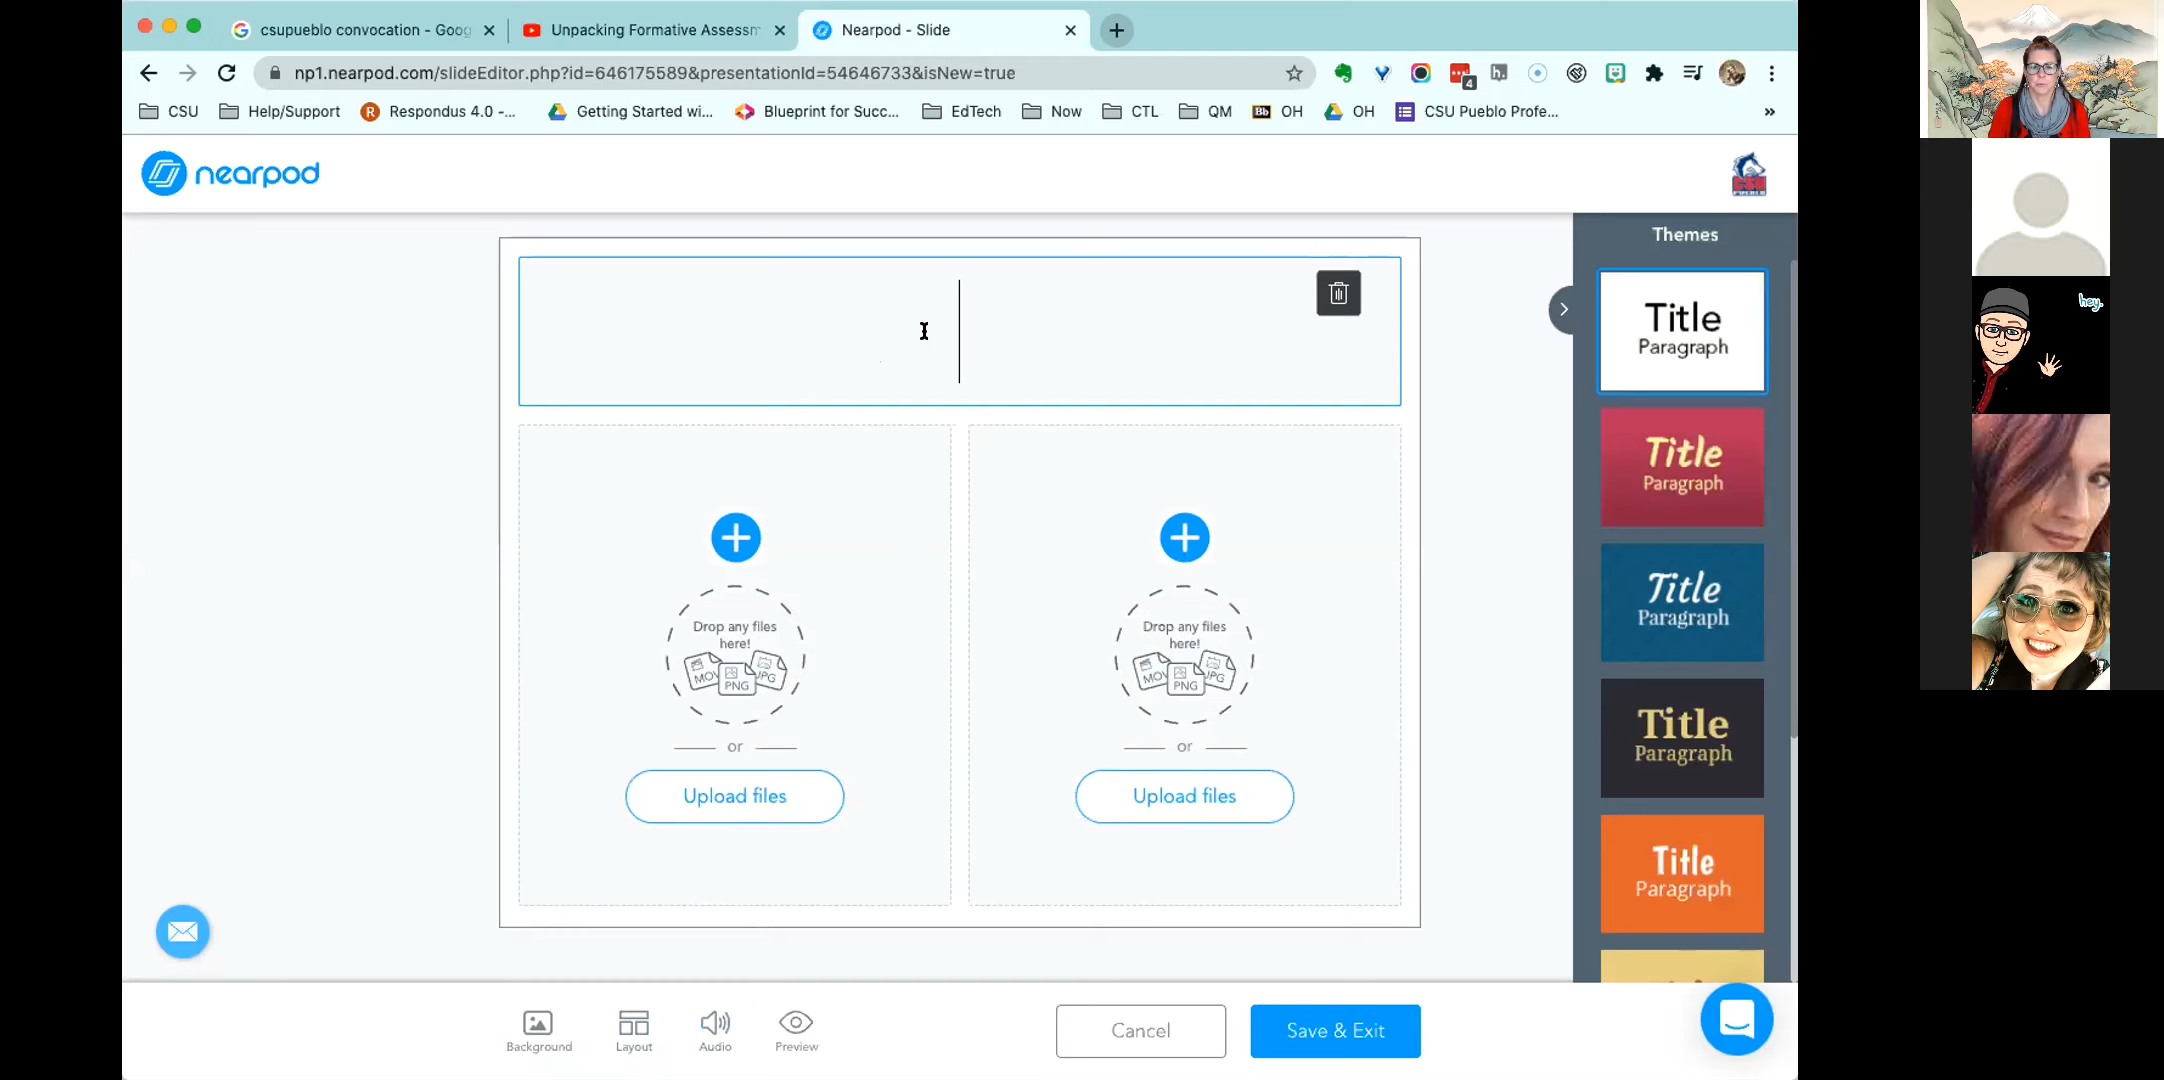 csupueblo convocation - Goog
Unpacking Formative Assessm
Nearpod - Slide
np1.nearpod.com/slideEditor.php?id=646175589&presentationId=54646733&isNew=true
4
h.
CSU
Help/Support
R
Respondus 4.0 -...
Getting Started wi...
Blueprint for Succ...
EdTech
Now
CTL
QM
Bb
OH
OH
CSU Pueblo Profe...
»
nearpod
CSU
PUEBLO
hey.
Themes
Title
Paragraph
Title
Paragraph
Title
Paragraph
Title
Paragraph
Title
Paragraph
Drop any files
here!
MOV
PNG
JPG
or
Upload files
Drop any files
here!
MOV
PNG
JPG
or
Upload files
Background
Layout
Audio
Preview
Cancel
Save & Exit